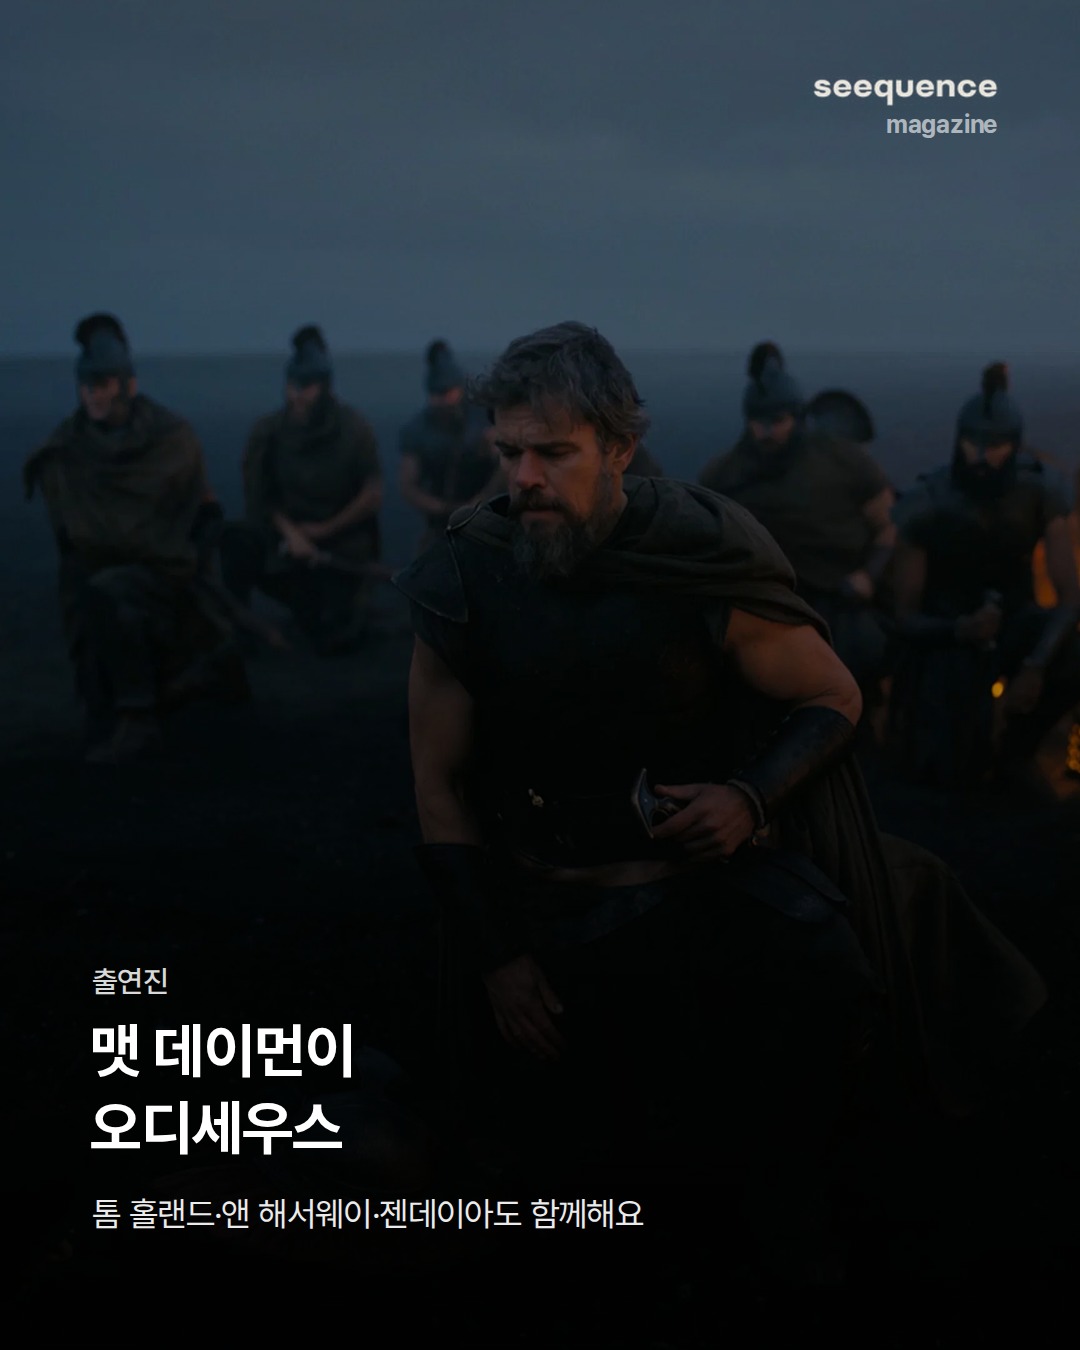 seequence
magazine
출연진
맷 데이먼이
오디세우스
톰 홀랜드·앤 해서웨이·젠데이아도 함께해요